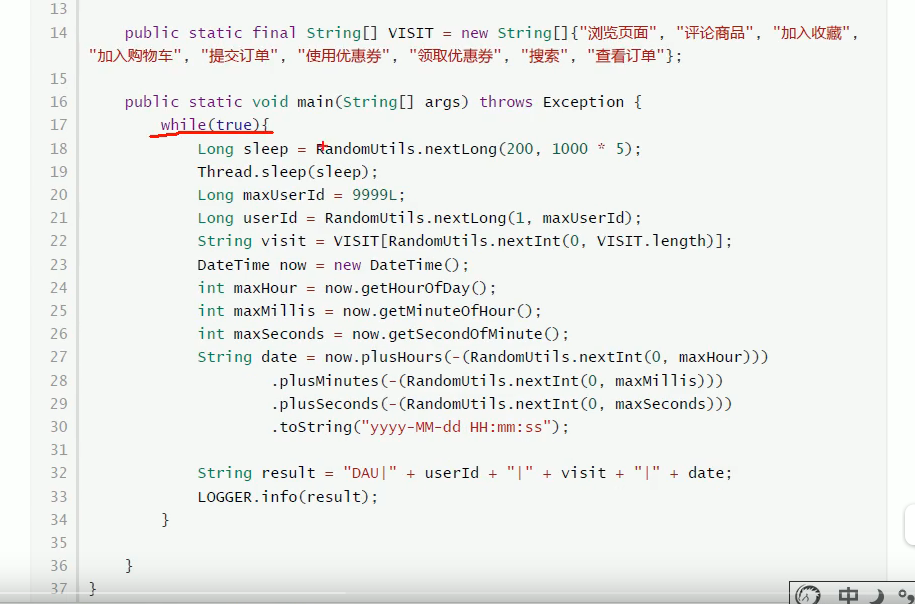 13
14 public static final String[] VISIT = new String[]{"浏览页面", "评论商品", "加入收藏",
"加入购物车", "提交订单", "使用优惠券", "领取优惠券", "搜索", "查看订单"};
15
16 public static void main(String[] args) throws Exception {
17 while(true){
18 Long sleep = RandomUtils.nextLong(200, 1000 * 5);
19 Thread.sleep(sleep);
20 Long maxUserId = 9999L;
21 Long userId = RandomUtils.nextLong(1, maxUserId);
22 String visit = VISIT[RandomUtils.nextInt(0, VISIT.length)];
23 DateTime now = new DateTime();
24 int maxHour = now.getHourOfDay();
25 int maxMillis = now.getMinuteOfHour();
26 int maxSeconds = now.getSecondOfMinute();
27 String date = now.plusHours(-(RandomUtils.nextInt(0, maxHour)))
28 .plusMinutes(-(RandomUtils.nextInt(0, maxMillis)))
29 .plusSeconds(-(RandomUtils.nextInt(0, maxSeconds)))
30 .toString("yyyy-MM-dd HH:mm:ss");
31
32 String result = "DAU|" + userId + "|" + visit + "|" + date;
33 LOGGER.info(result);
34 }
35
36 }
37 }
中